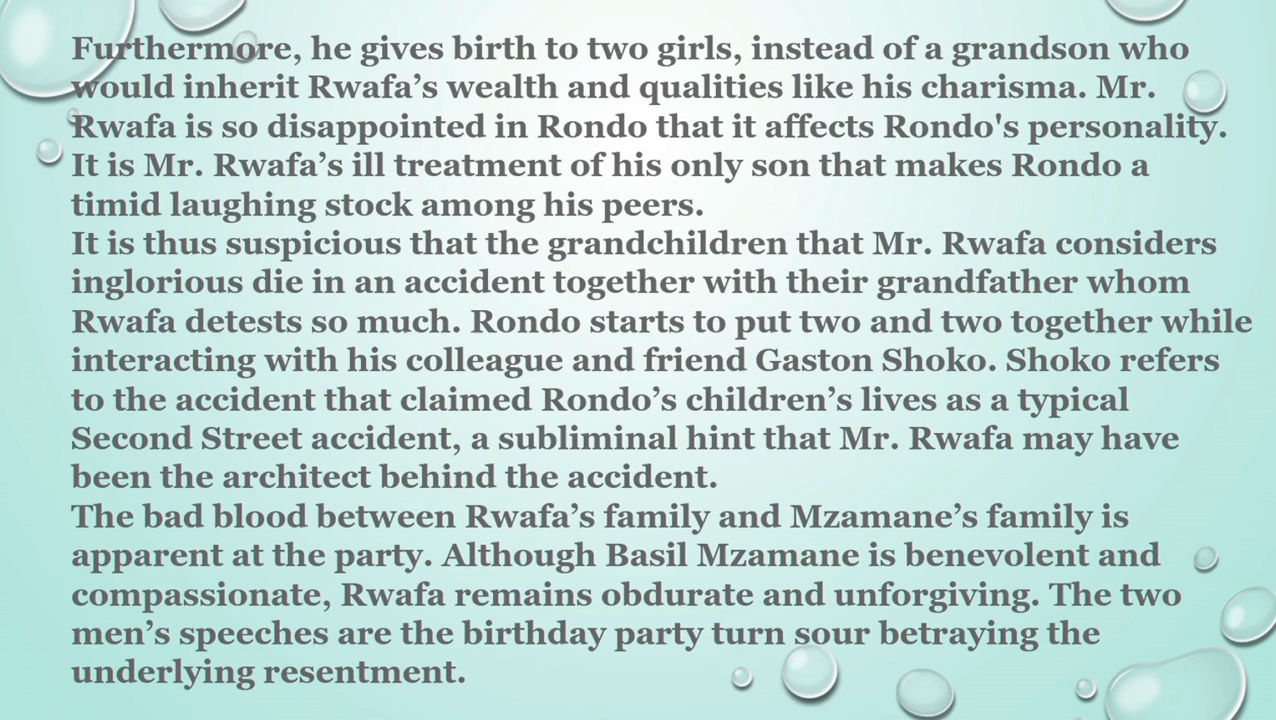 Furthermore, he gives birth to two girls, instead of a grandson who
would inherit Rwafa’s wealth and qualities like his charisma. Mr.
Rwafa is so disappointed in Rondo that it affects Rondo's personality.
It is Mr. Rwafa’s ill treatment of his only son that makes Rondo a
timid laughing stock among his peers.
It is thus suspicious that the grandchildren that Mr. Rwafa considers
inglorious die in an accident together with their grandfather whom
Rwafa detests so much. Rondo starts to put two and two together while
interacting with his colleague and friend Gaston Shoko. Shoko refers
to the accident that claimed Rondo’s children’s lives as a typical
Second Street accident, a subliminal hint that Mr. Rwafa may have
been the architect behind the accident.
The bad blood between Rwafa’s family and Mzamane’s family is
apparent at the party. Although Basil Mzamane is benevolent and
compassionate, Rwafa remains obdurate and unforgiving. The two
men’s speeches are the birthday party turn sour betraying the
underlying resentment.